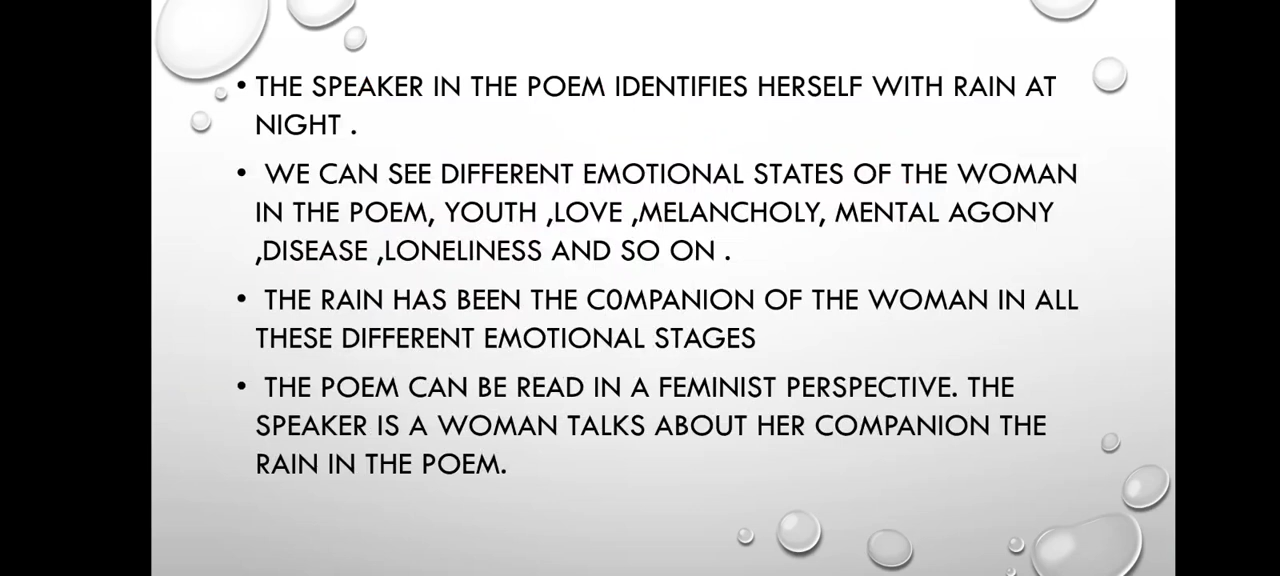 • THE SPEAKER IN THE POEM IDENTIFIES HERSELF WITH RAIN AT
NIGHT .
• WE CAN SEE DIFFERENT EMOTIONAL STATES OF THE WOMAN
IN THE POEM, YOUTH ,LOVE ,MELANCHOLY, MENTAL AGONY
,DISEASE ,LONELINESS AND SO ON .
• THE RAIN HAS BEEN THE C0MPANION OF THE WOMAN IN ALL
THESE DIFFERENT EMOTIONAL STAGES
• THE POEM CAN BE READ IN A FEMINIST PERSPECTIVE. THE
SPEAKER IS A WOMAN TALKS ABOUT HER COMPANION THE
RAIN IN THE POEM.